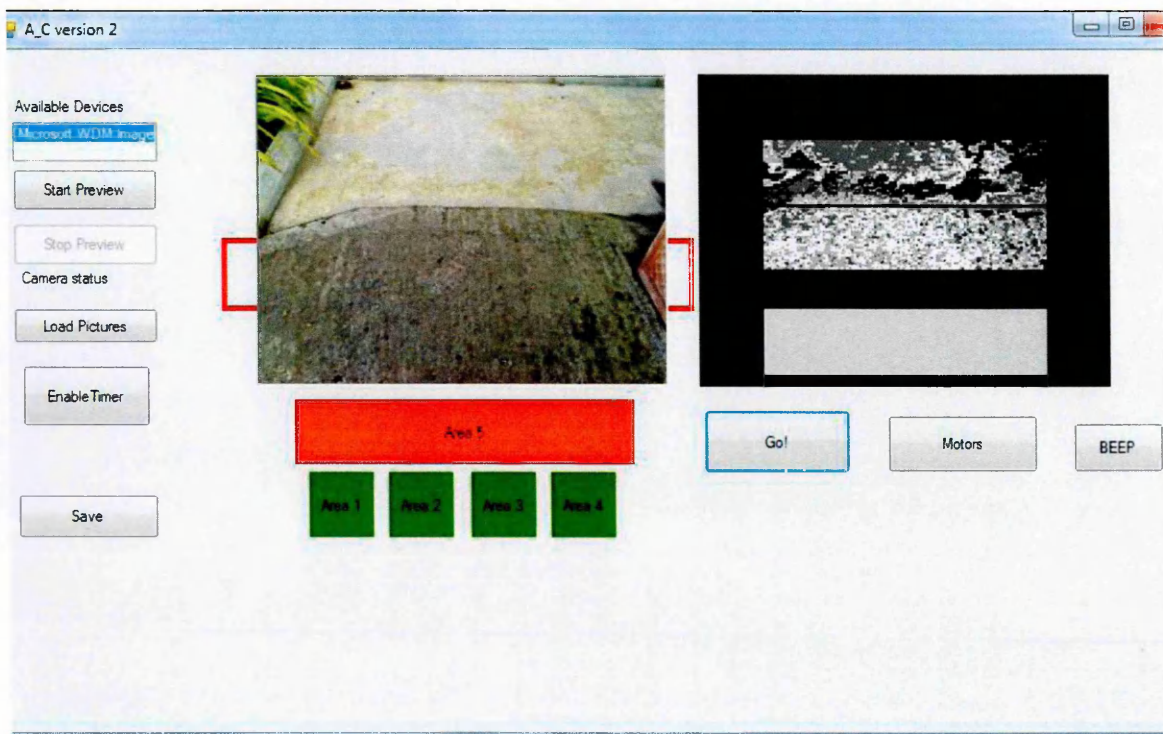 A_C version 2
Available Devices
Microsoft WDM Image
Start Preview
Stop Preview
Camera status
Load Pictures
Enable Timer
Save
Area 5
Area 1 Area 2 Area 3 Area 4
Go!
Motors
BEEP